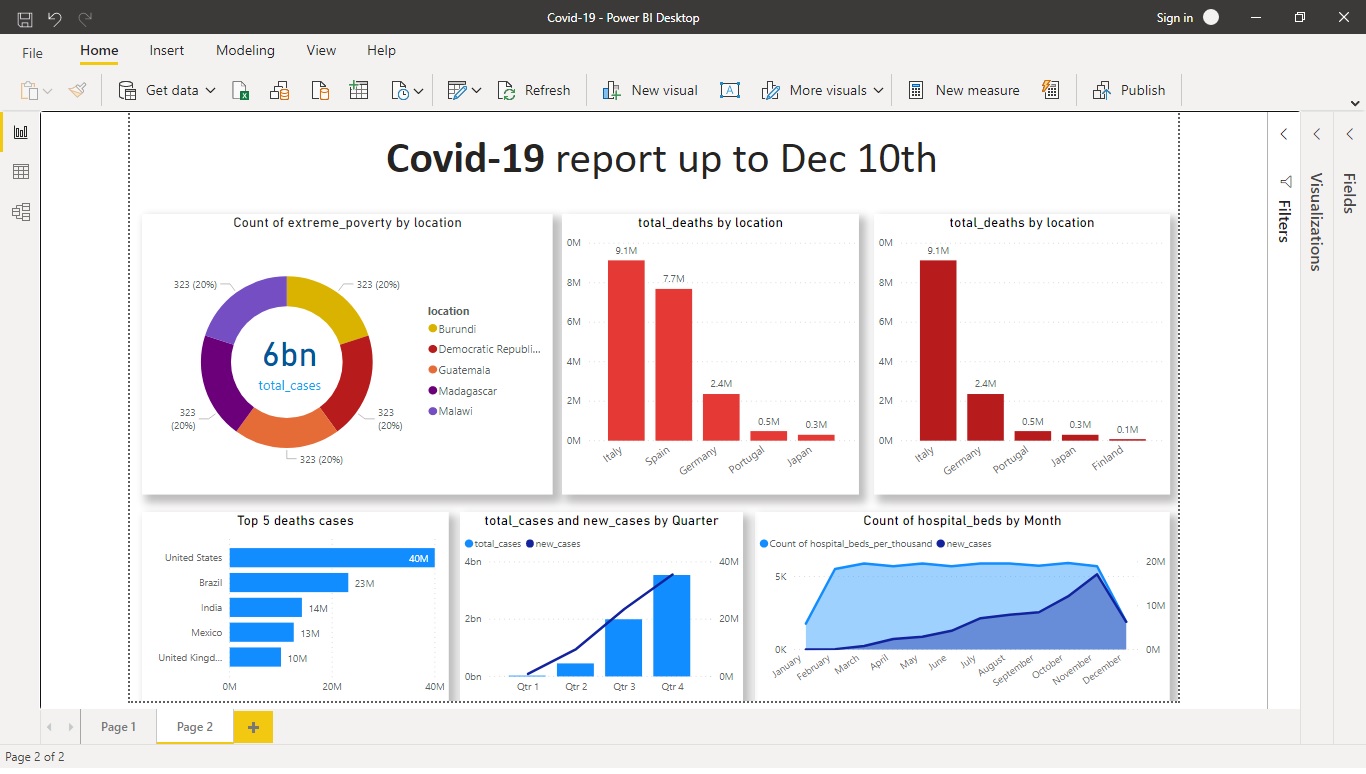 Covid-19 - Power BI Desktop
Sign in
File
Home
Insert
Modeling
View
Help
Get data
Refresh
New visual
More visuals
New measure
Publish
Covid-19 report up to Dec 10th
Count of extreme_poverty by location
323 (20%)
323 (20%)
323
(20%)
323
(20%)
323 (20%)
6bn
total_cases
location
Burundi
Democratic Republi...
Guatemala
Madagascar
Malawi
total_deaths by location
0M
8M
6M
4M
2M
0M
9.1M
7.7M
2.4M
0.5M
0.3M
Italy
Spain
Germany
Portugal
Japan
total_deaths by location
0M
8M
6M
4M
2M
0M
9.1M
2.4M
0.5M
0.3M
0.1M
Italy
Germany
Portugal
Japan
Finland
Top 5 deaths cases
United States 40M
Brazil 23M
India 14M
Mexico 13M
United Kingd... 10M
0M 20M 40M
total_cases and new_cases by Quarter
total_cases new_cases
4bn 40M
2bn 20M
0bn 0M
Qtr 1 Qtr 2 Qtr 3 Qtr 4
Count of hospital_beds by Month
Count of hospital_beds_per_thousand new_cases
5K
0K
20M
10M
0M
January
February
March
April
May
June
July
August
September
October
November
December
Filters
Visualizations
Fields
Page 1
Page 2
Page 2 of 2